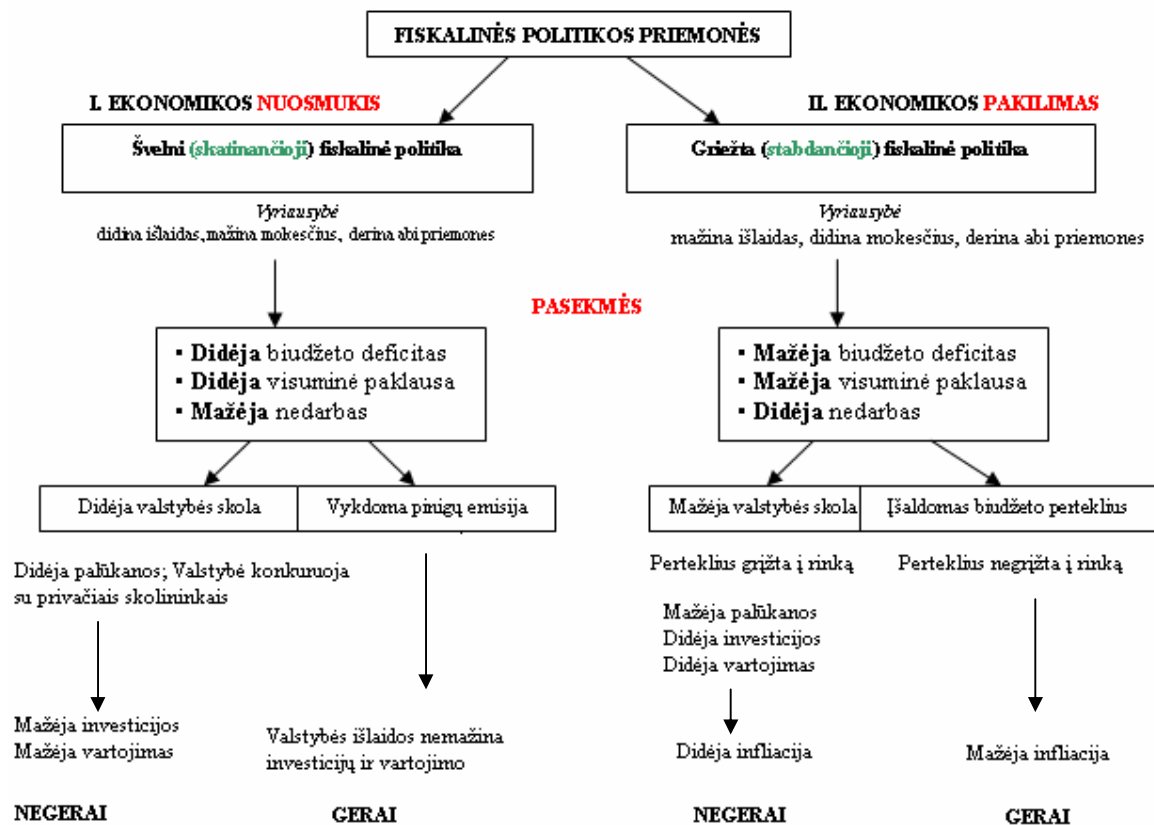 FISKALINĖS POLITIKOS PRIEMONĖS
I. EKONOMIKOS NUOSMUKIS
Švelni (skatinančioji) fiskalinė politika
Vyriausybė
didina išlaidas, mažina mokesčius, derina abi priemones
II. EKONOMIKOS PAKILIMAS
Griežta (stabdančioji) fiskalinė politika
Vyriausybė
mažina išlaidas, didina mokesčius, derina abi priemones
PASEKMĖS
▪ Didėja biudžeto deficitas
▪ Didėja visuminė paklausa
▪ Mažėja nedarbas
▪ Mažėja biudžeto deficitas
▪ Mažėja visuminė paklausa
▪ Didėja nedarbas
Didėja valstybės skola
Vykdoma pinigų emisija
Mažėja valstybės skola
Įšaldomas biudžeto perteklius
Didėja palūkanos; Valstybė konkuruoja
su privačiais skolininkais
Perteklius grįžta į rinką
Perteklius negrįžta į rinką
Mažėja palūkanos
Didėja investicijos
Didėja vartojimas
Mažėja investicijos
Mažėja vartojimas
Valstybės išlaidos nemažina
investicijų ir vartojimo
Didėja infliacija
Mažėja infliacija
NEGERAI
GERAI
NEGERAI
GERAI